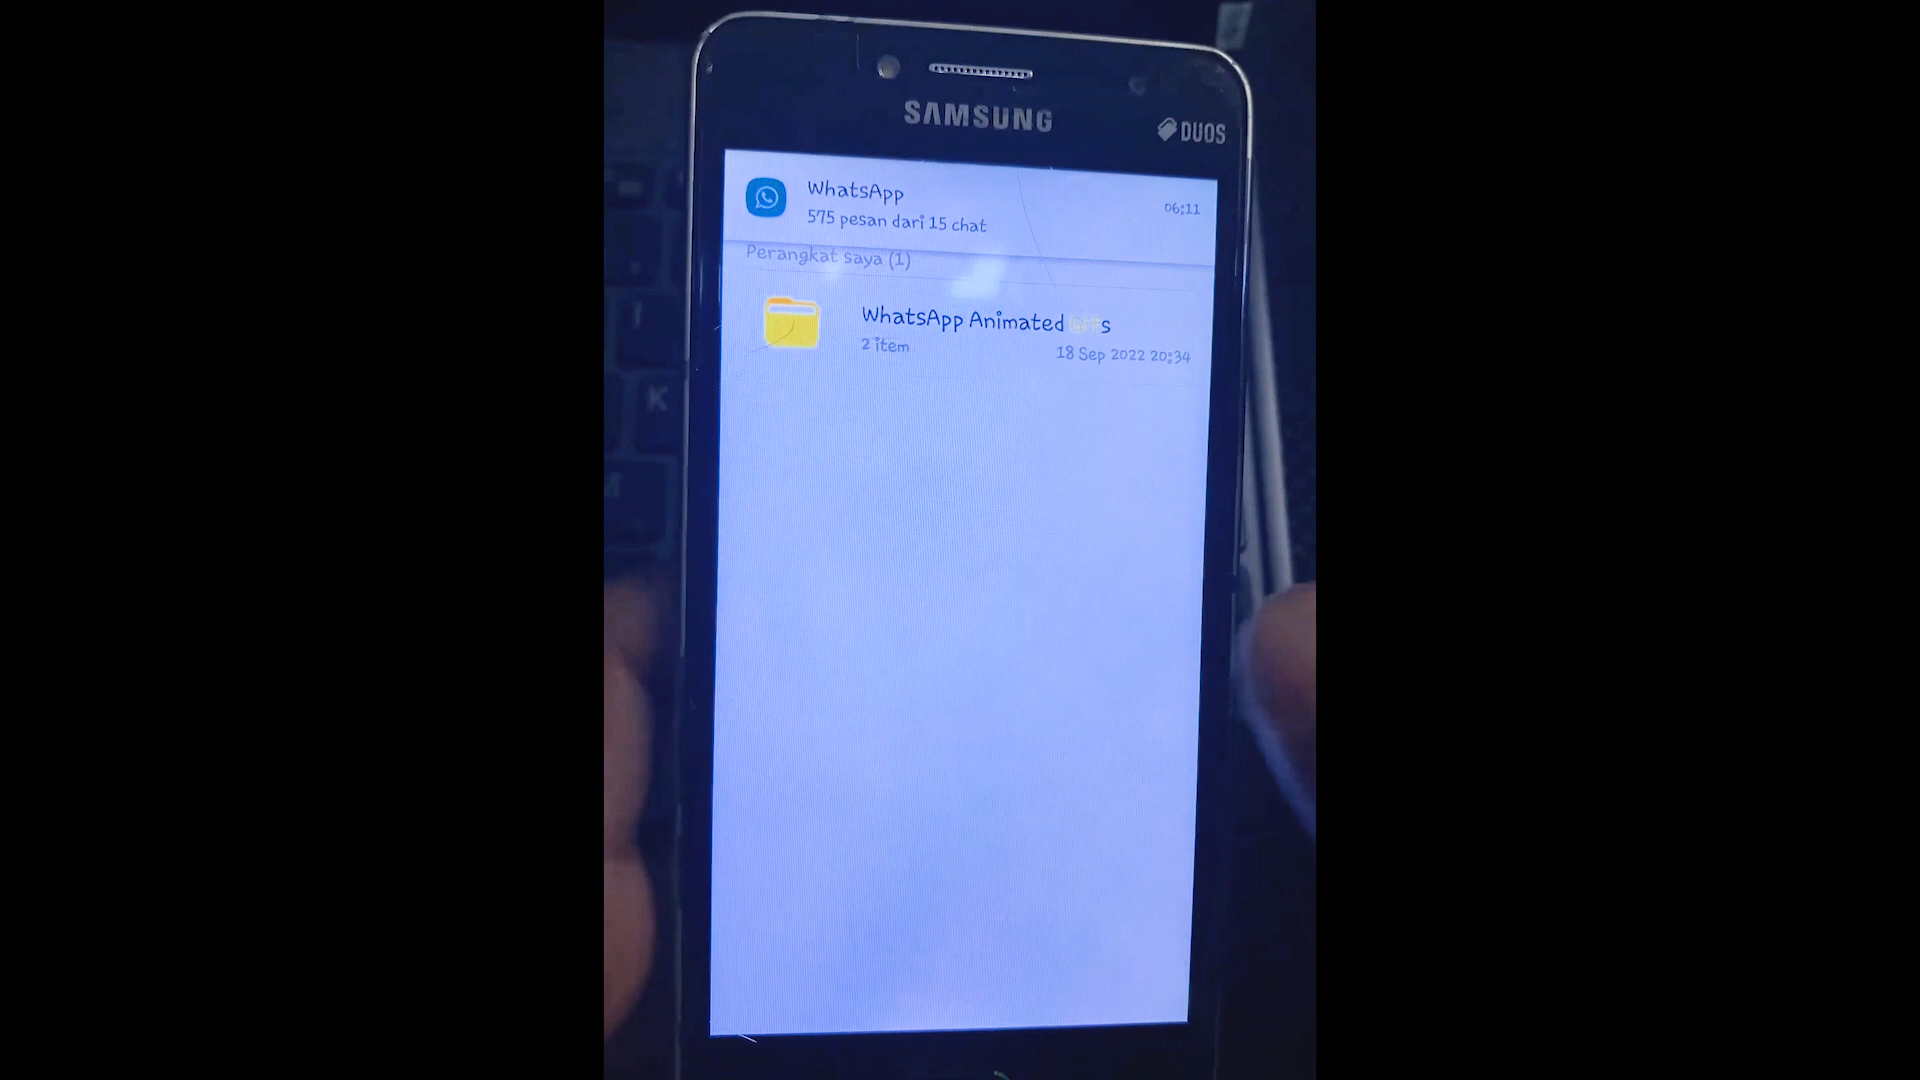 SAMSUNG
DUOS
WhatsApp
575 pesan dari 15 chat
06:11
Perangkat saya (1)
WhatsApp Animated Gifs
2 item
18 Sep 2022 20:34
K
M